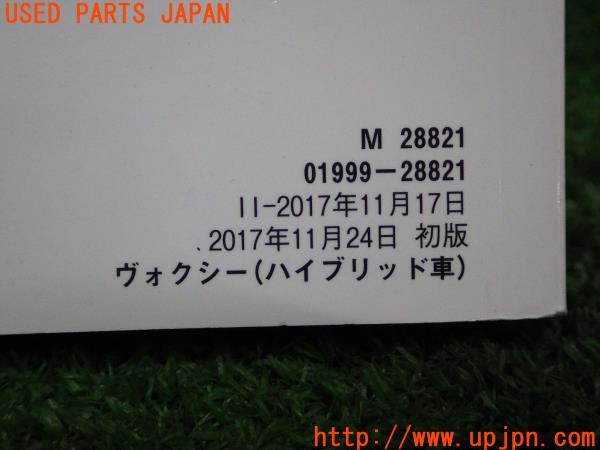 USED PARTS JAPAN
M 28821
01999-28821
II-2017年11月17日
.2017年11月24日 初版
ヴォクシー(ハイブリッド車)
http://www.upjpn.com